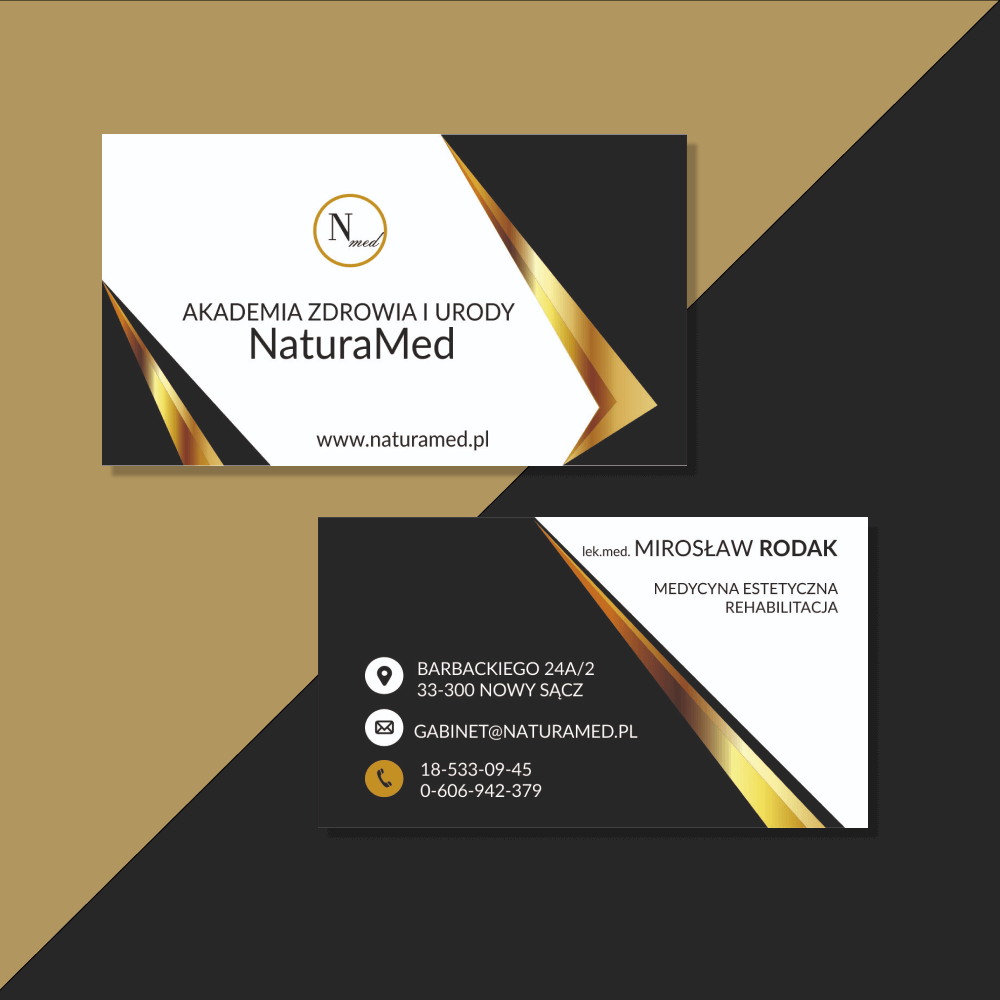 N
med
AKADEMIA ZDROWIA I URODY
NaturaMed
www.naturamed.pl
lek.med. MIROSŁAW RODAK
MEDYCYNA ESTETYCZNA
REHABILITACJA
BARBACKIEGO 24A/2
33-300 NOWY SĄCZ
GABINET@NATURAMED.PL
18-533-09-45
0-606-942-379